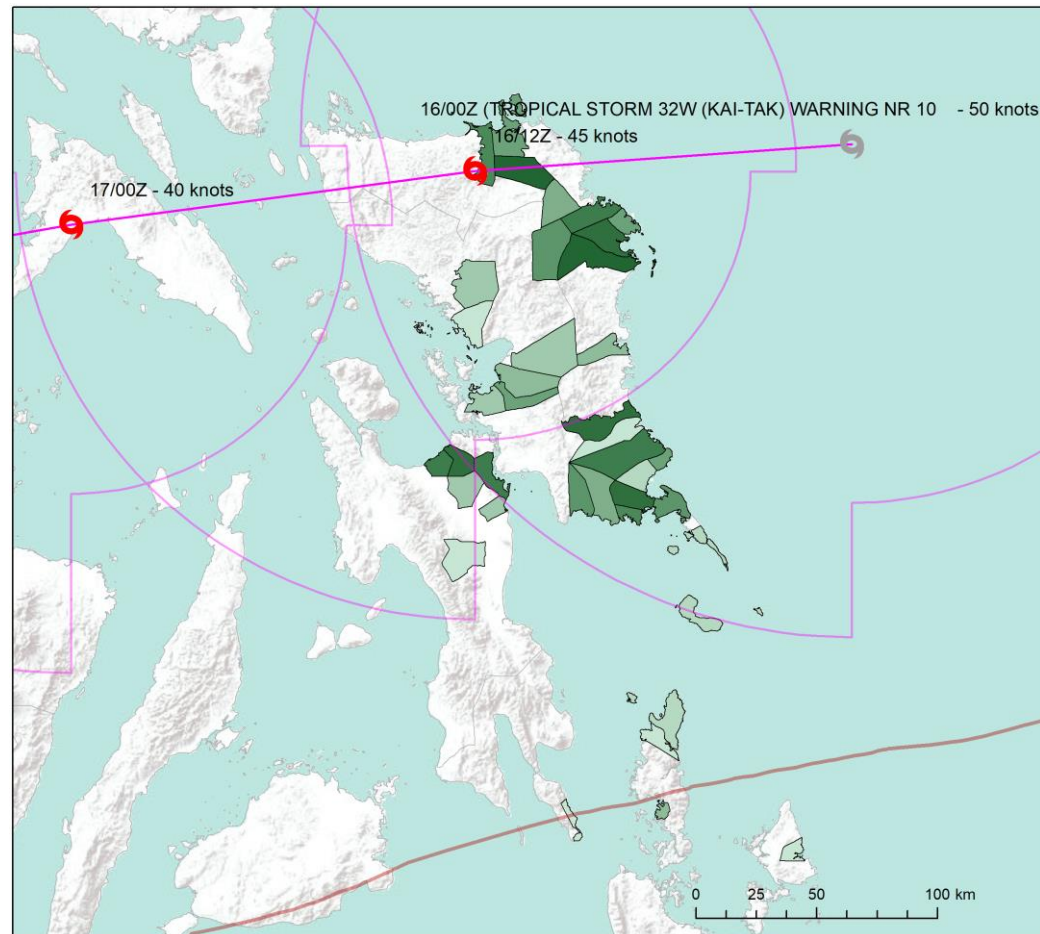 16/00Z (TROPICAL STORM 32W (KAI-TAK) WARNING NR 10 - 50 knots
16/12Z - 45 knots
17/00Z - 40 knots
0 25 50 100 km